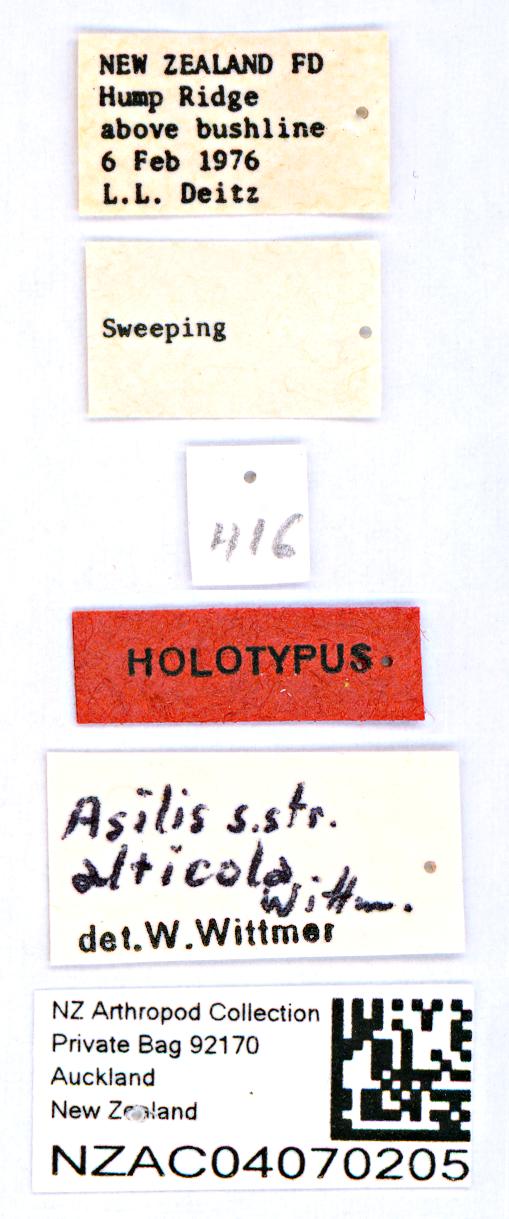 NEW ZEALAND FD
Hump Ridge
above bushline
6 Feb 1976
L.L. Deitz
Sweeping
416
HOLOTYPUS
Asilis s.str.
alticola
Wittm.
det.W.Wittmer
NZ Arthropod Collection
Private Bag 92170
Auckland
New Zealand
NZAC04070205